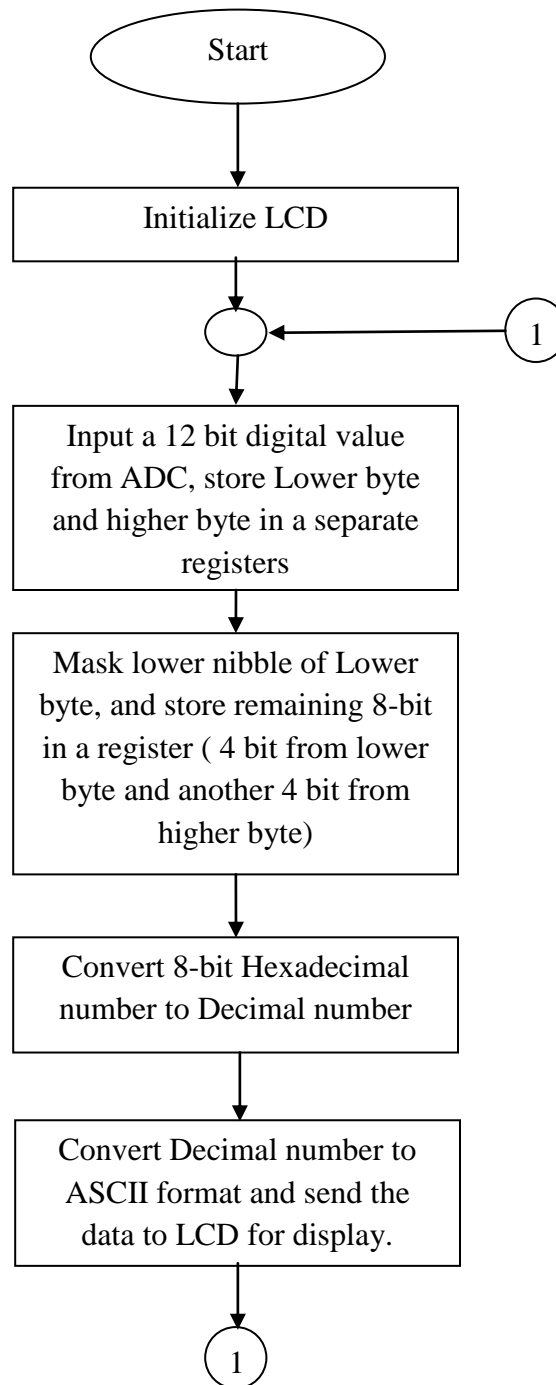 Start
Initialize LCD
1
Input a 12 bit digital value
from ADC, store Lower byte
and higher byte in a separate
registers
Mask lower nibble of Lower
byte, and store remaining 8-bit
in a register ( 4 bit from lower
byte and another 4 bit from
higher byte)
Convert 8-bit Hexadecimal
number to Decimal number
Convert Decimal number to
ASCII format and send the
data to LCD for display.
1